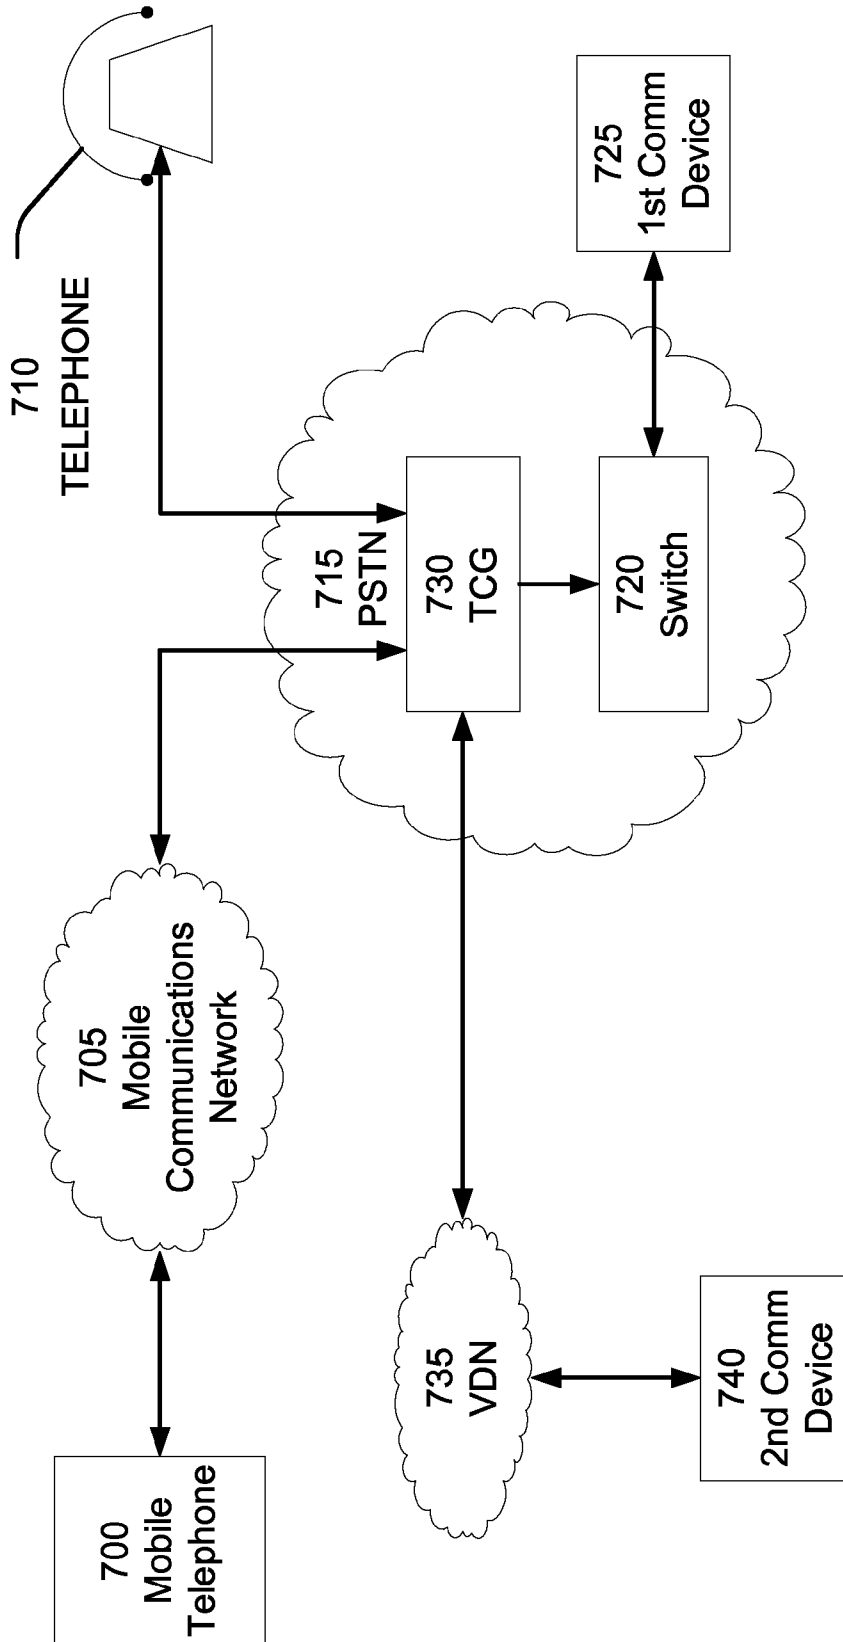 700
Mobile
Telephone
705
Mobile
Communications
Network
710
TELEPHONE
715
PSTN
730
TCG
720
Switch
725
1st Comm
Device
735
VDN
740
2nd Comm
Device